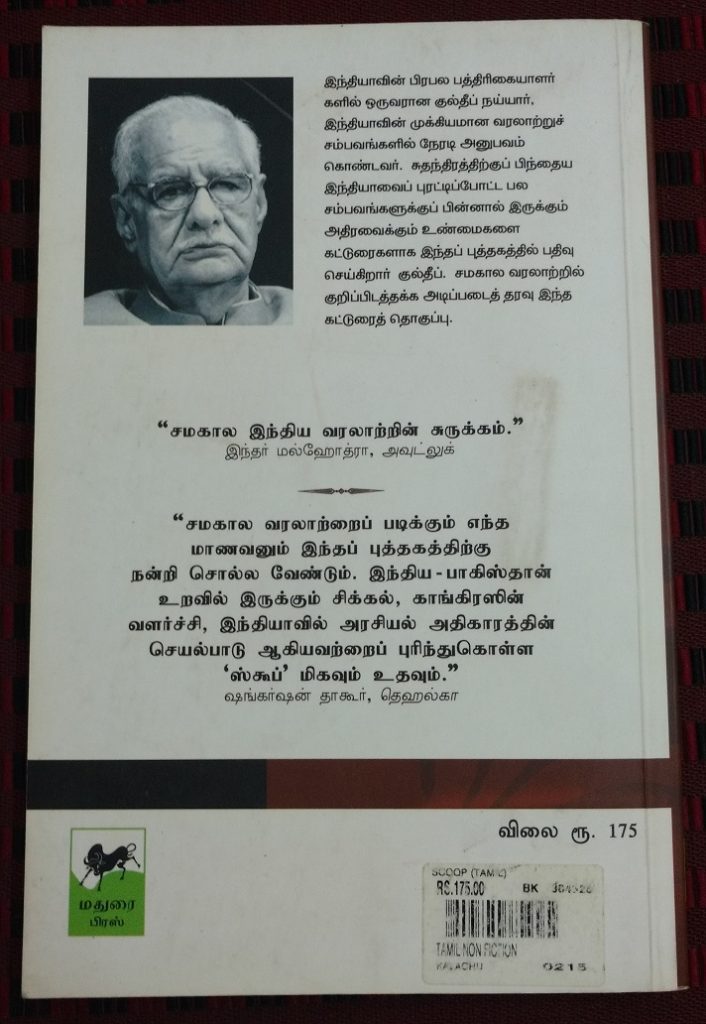 இந்தியாவின் பிரபல பத்திரிகையாளர்
களில் ஒருவரான குல்தீப் நய்யார்,
இந்தியாவின் முக்கியமான வரலாற்றுச்
சம்பவங்களில் நேரடி அனுபவம்
கொண்டவர். சுதந்திரத்திற்குப் பிந்தைய
இந்தியாவைப் புரட்டிப்போட்ட பல
சம்பவங்களுக்குப் பின்னால் இருக்கும்
அதிரவைக்கும் உண்மைகளை
கட்டுரைகளாக இந்தப் புத்தகத்தில் பதிவு
செய்கிறார் குல்தீப். சமகால வரலாற்றில்
குறிப்பிடத்தக்க அடிப்படைத் தரவு இந்த
கட்டுரைத் தொகுப்பு.
“சமகால இந்திய வரலாற்றின் சுருக்கம்.”
இந்தர் மல்ஹோத்ரா, அவுட்லுக்
“சமகால வரலாற்றைப் படிக்கும் எந்த
மாணவனும் இந்தப் புத்தகத்திற்கு
நன்றி சொல்ல வேண்டும். இந்திய-பாகிஸ்தான்
உறவில் இருக்கும் சிக்கல், காங்கிரஸின்
வளர்ச்சி, இந்தியாவில் அரசியல் அதிகாரத்தின்
செயல்பாடு ஆகியவற்றைப் புரிந்துகொள்ள
‘ஸ்கூப்’ மிகவும் உதவும்.”
ஷங்கர்ஷன் தாகூர், தெஹல்கா
விலை ரூ. 175
மதுரை
பிரஸ்
SCOOP (TAMIL)
RS.175.00 BK
TAMIL NON FICTION
0215